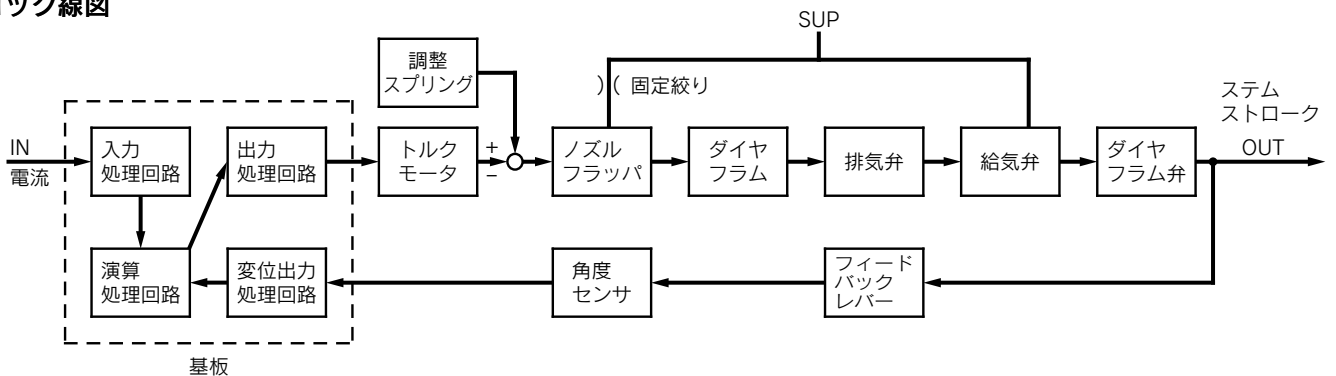 ック線図
SUP
調整
スプリング
)( 固定絞り
ステム
ストローク
IN
電流
入力
処理回路
出力
処理回路
トルク
モータ
+
−
ノズル
フラッパ
ダイヤ
フラム
排気弁
給気弁
ダイヤ
フラム弁
OUT
演算
処理回路
変位出力
処理回路
角度
センサ
フィード
バック
レバー
基板